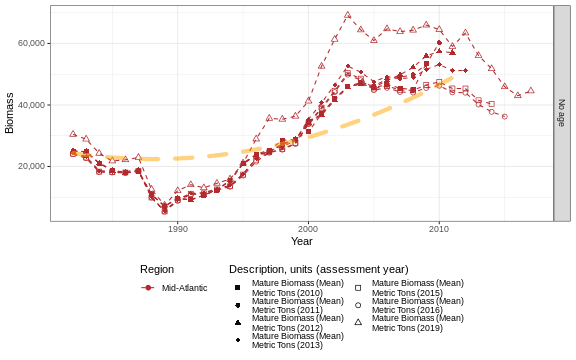 60,000
40,000
20,000
Biomass
No age
1990
2000
2010
Year
Region
Mid-Atlantic
Description, units (assessment year)
Mature Biomass (Mean)
Metric Tons (2010)
Mature Biomass (Mean)
Metric Tons (2011)
Mature Biomass (Mean)
Metric Tons (2012)
Mature Biomass (Mean)
Metric Tons (2013)
Mature Biomass (Mean)
Metric Tons (2015)
Mature Biomass (Mean)
Metric Tons (2016)
Mature Biomass (Mean)
Metric Tons (2019)